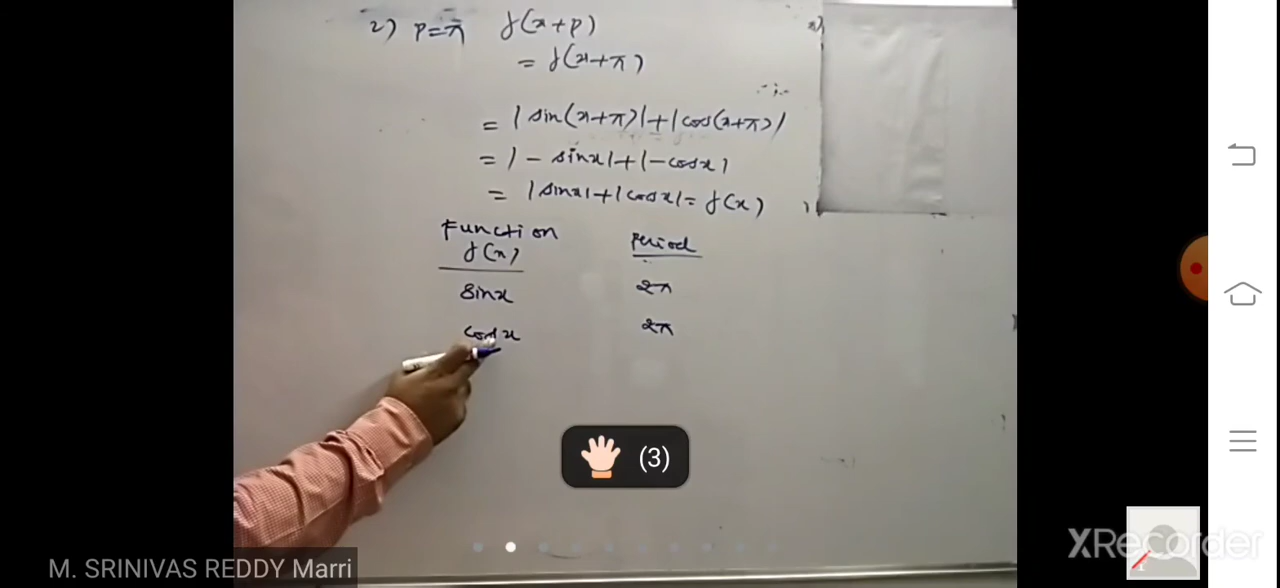 2) p=π f(x+p)
= f(x+π)
= |sin(x+π)|+|cos(x+π)|
= |-sinx|+|-cosx|
= |sinx|+|cosx|= f(x)
Function Period
f(x)
Sinx 2π
cosx 2π
(3)
M. SRINIVAS REDDY Marri
XRecorder